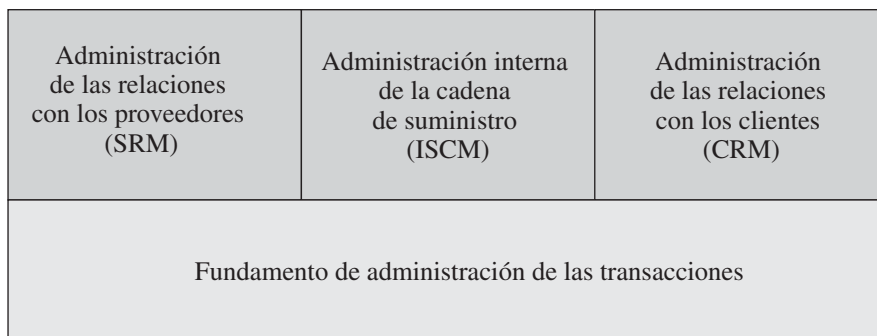 Administración
de las relaciones
con los proveedores
(SRM)
Administración interna
de la cadena
de suministro
(ISCM)
Administración
de las relaciones
con los clientes
(CRM)
Fundamento de administración de las transacciones